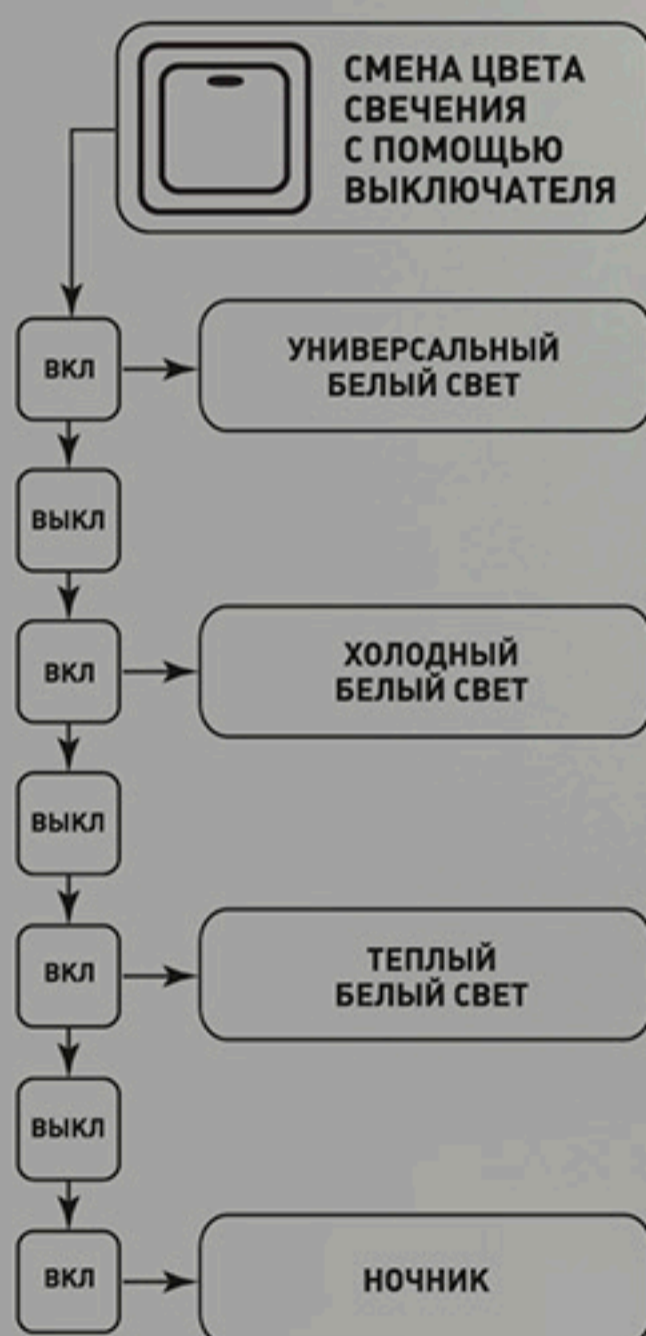 СМЕНА ЦВЕТА
СВЕЧЕНИЯ
С ПОМОЩЬЮ
ВЫКЛЮЧАТЕЛЯ
ВКЛ
УНИВЕРСАЛЬНЫЙ
БЕЛЫЙ СВЕТ
ВЫКЛ
ВКЛ
ХОЛОДНЫЙ
БЕЛЫЙ СВЕТ
ВЫКЛ
ВКЛ
ТЕПЛЫЙ
БЕЛЫЙ СВЕТ
ВЫКЛ
ВКЛ
НОЧНИК